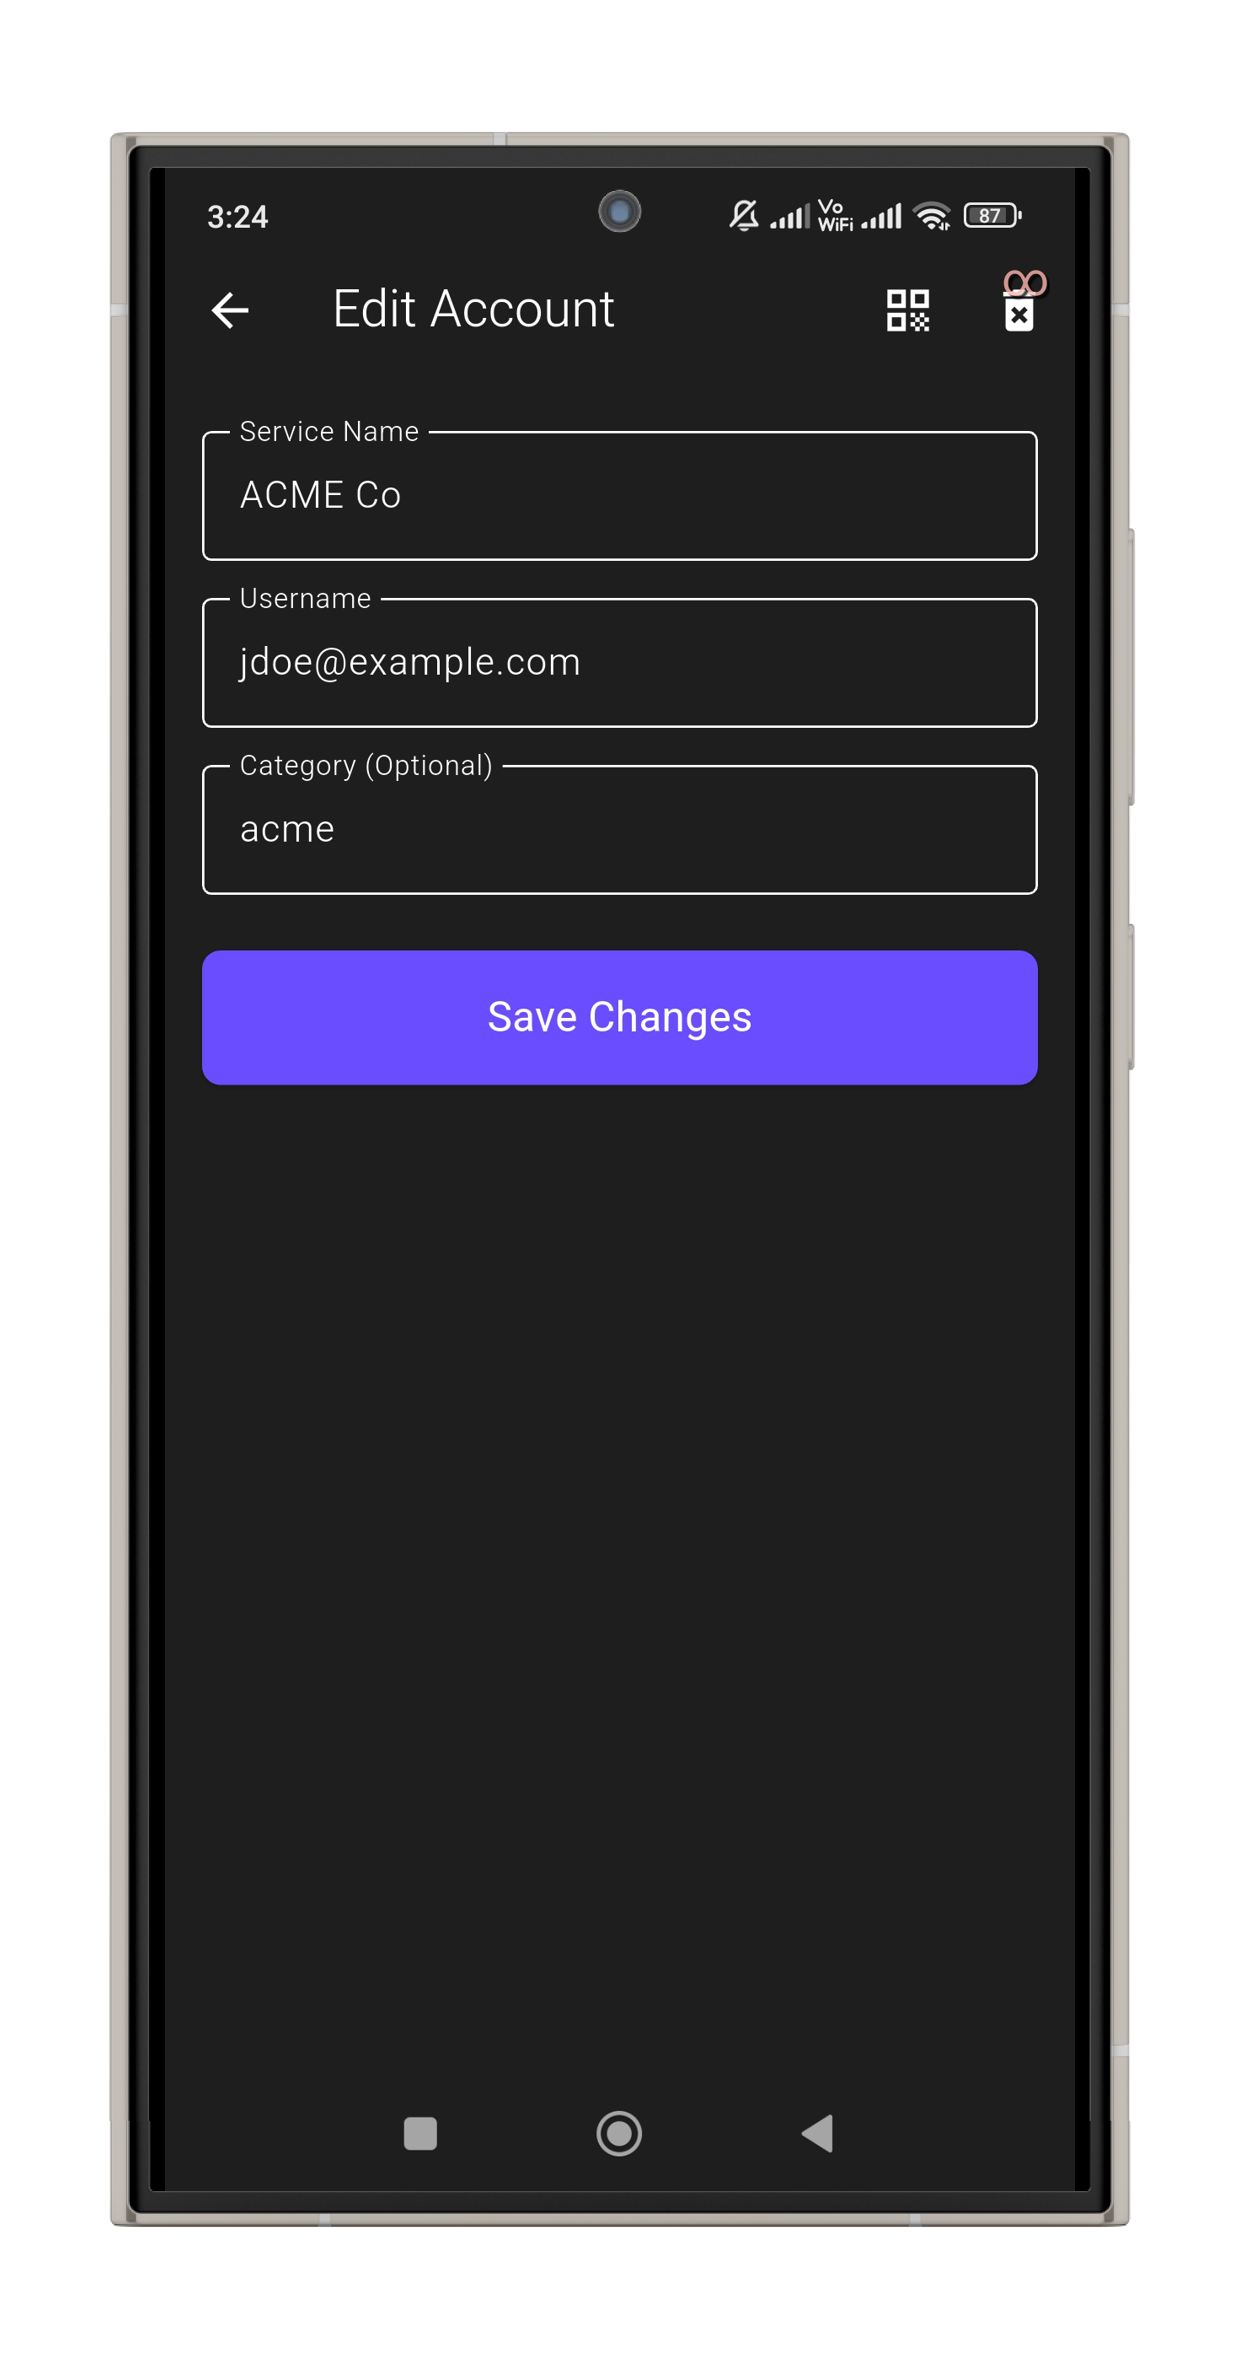 3:24
Vo
WiFi
87
Edit Account
Service Name
ACME Co
Username
jdoe@example.com
Category (Optional)
acme
Save Changes